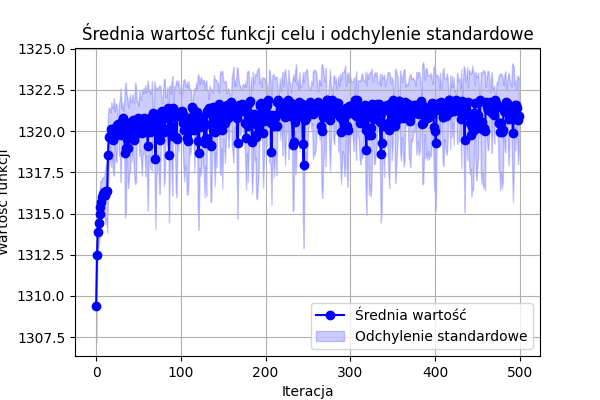 Średnia wartość funkcji celu i odchylenie standardowe
1325.0
1322.5
1320.0
1317.5
1315.0
1312.5
1310.0
1307.5
funkcji
Średnia wartość
Odchylenie standardowe
0
100
200
300
400
500
Iteracja